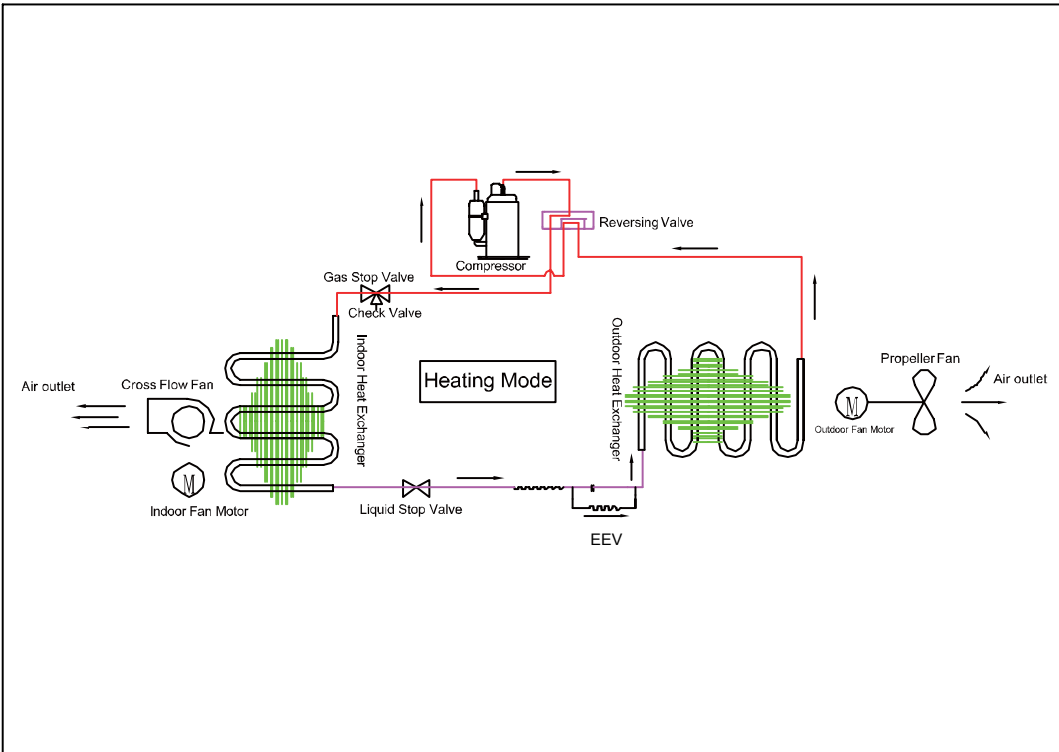 Reversing Valve
Compressor
Gas Stop Valve
Check Valve
Indoor Heat Exchanger
Outdoor Heat Exchanger
Heating Mode
Air outlet
Cross Flow Fan
M
Indoor Fan Motor
Liquid Stop Valve
EEV
Propeller Fan
Air outlet
M
Outdoor Fan Motor